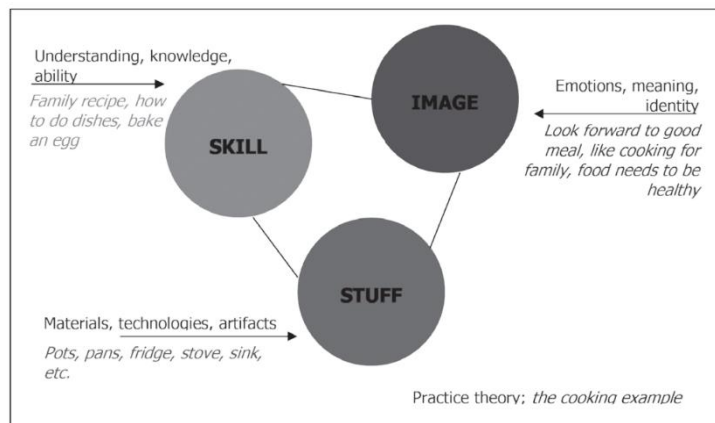 Understanding, knowledge,
ability
Family recipe, how
to do dishes, bake
an egg
SKILL
IMAGE
Emotions, meaning,
identity
Look forward to good
meal, like cooking for
family, food needs to be
healthy
STUFF
Materials, technologies, artifacts
Pots, pans, fridge, stove, sink,
etc.
Practice theory; the cooking example